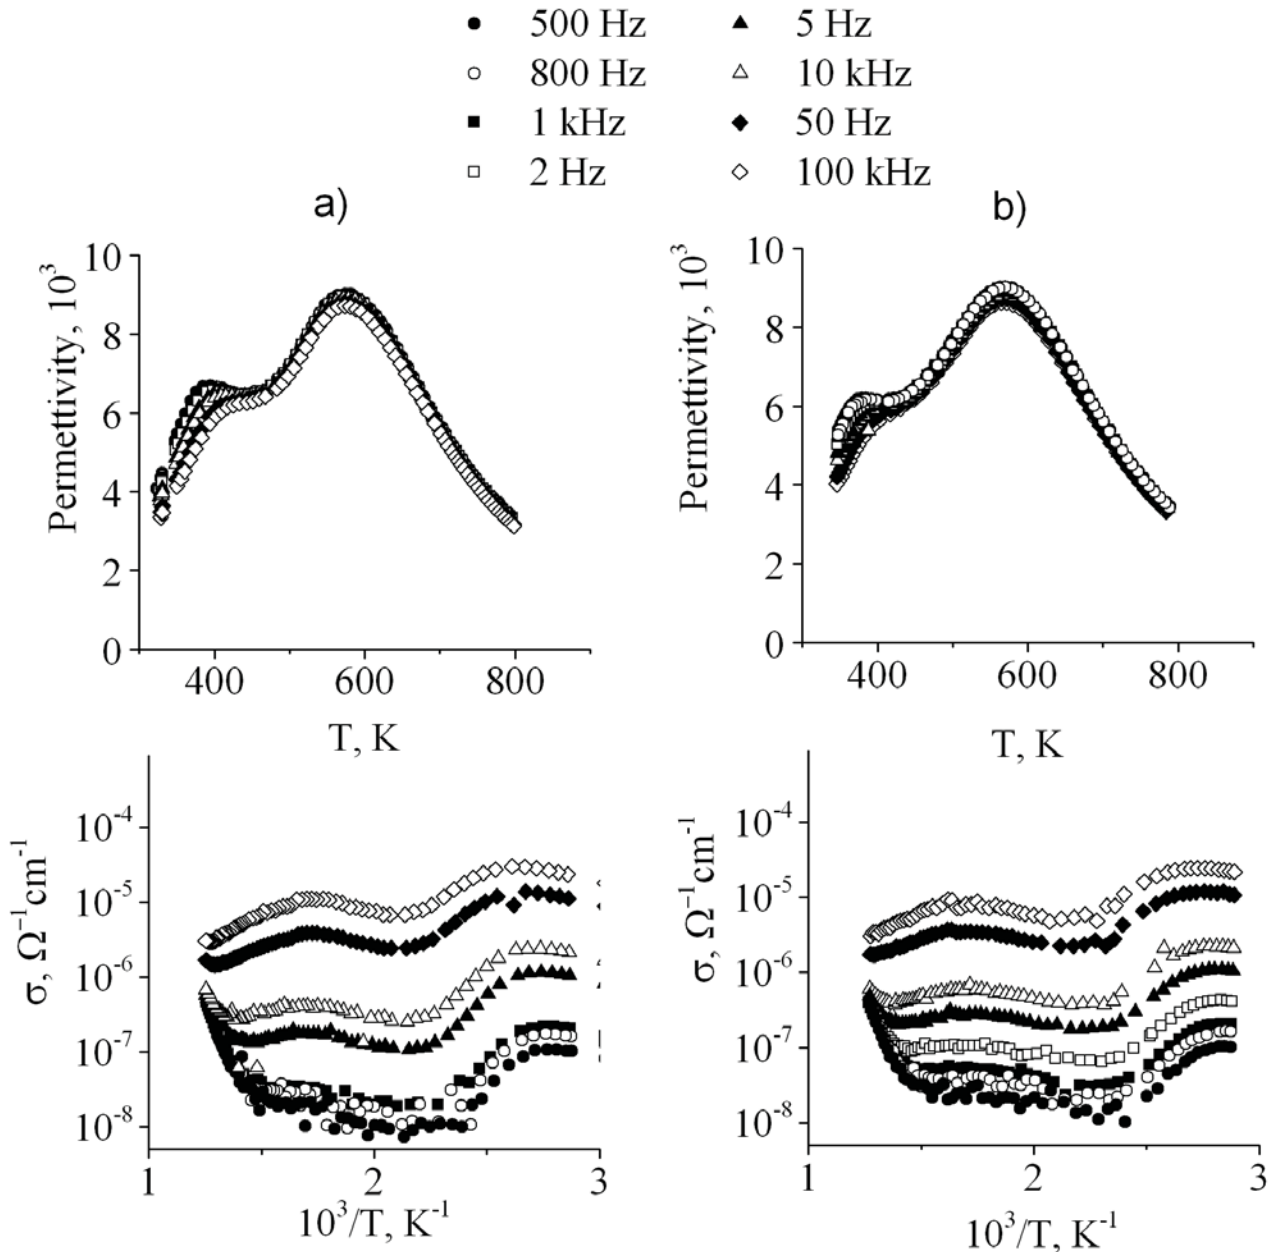 500 Hz 5 Hz
800 Hz 10 kHz
1 kHz 50 Hz
2 Hz 100 kHz
a)
Permettivity, 10³
10
8
6
4
2
0
400 600 800
T, K
b)
Permettivity, 10³
10
8
6
4
2
0
400 600 800
T, K
σ, Ω⁻¹cm⁻¹
10⁻⁴
10⁻⁵
10⁻⁶
10⁻⁷
10⁻⁸
1 2 3
10³/T, K⁻¹
σ, Ω⁻¹cm⁻¹
10⁻⁴
10⁻⁵
10⁻⁶
10⁻⁷
10⁻⁸
1 2 3
10³/T, K⁻¹